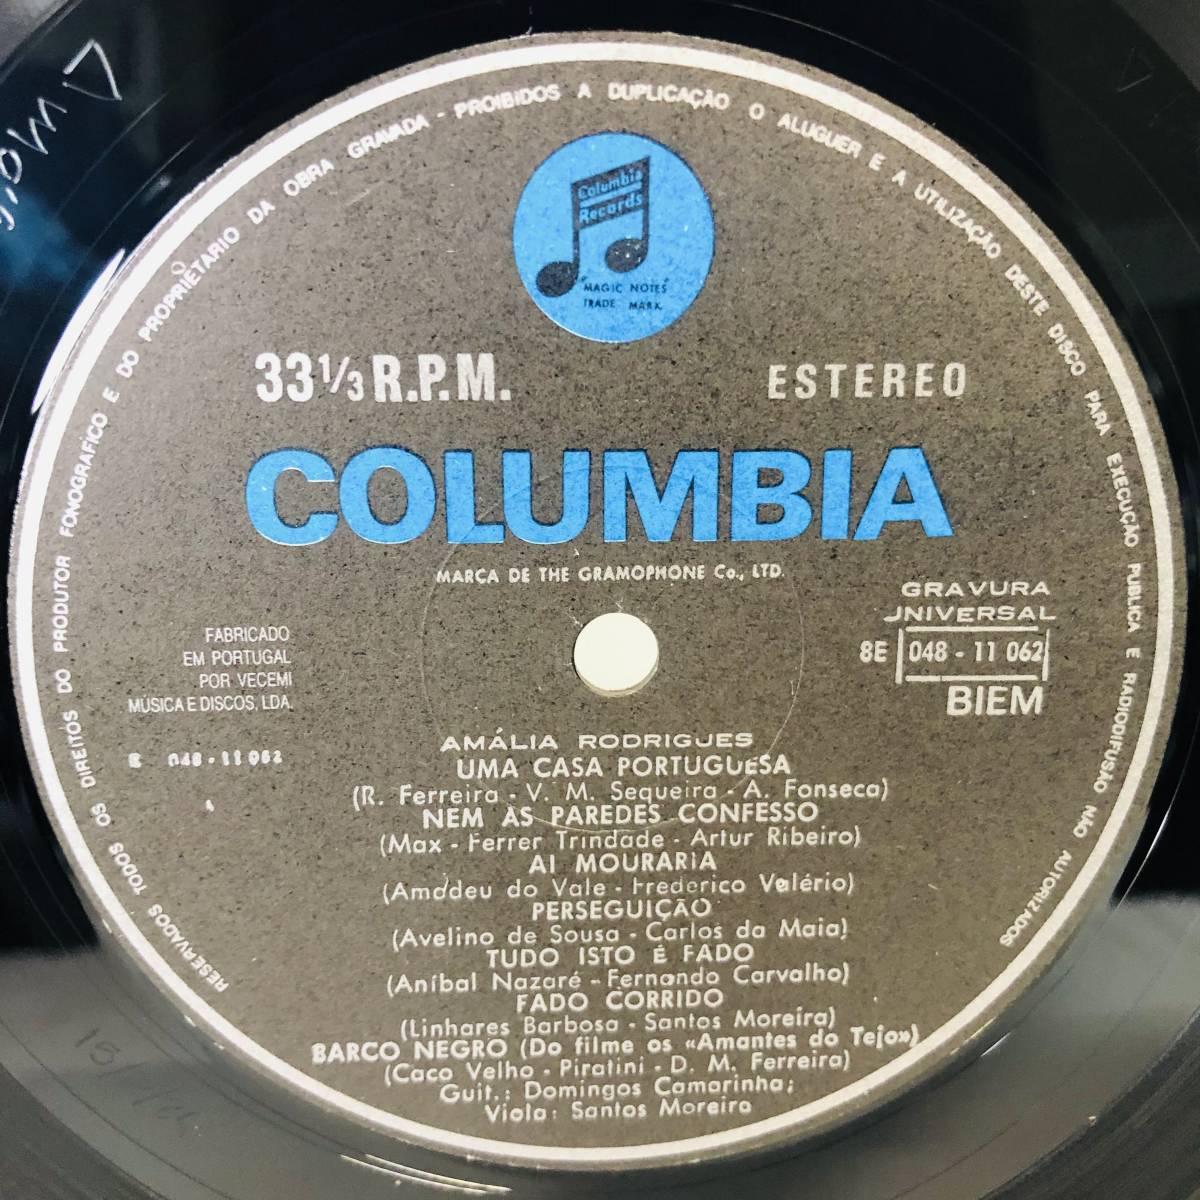 RESERVADOS TODOS OS DIREITOS DO PRODUTOR FONOGRÁFICO E DO PROPRIETARIO DA OBRA GRAVADA - PROIBIDOS A DUPLICAÇÃO O ALUGUER E A UTILIZAÇÃO DESTE DISCO PARA EXECUÇÃO PUBLICA E RADIODIFUSÃO NÃO AUTORIZADOS
Columbia
Records
MAGIC NOTES
TRADE MARK.
33 1/3 R.P.M.
ESTEREO
COLUMBIA
MARCA DE THE GRAMOPHONE Co., LTD.
GRAVURA
UNIVERSAL
8E 048 - 11 062
BIEM
FABRICADO
EM PORTUGAL
POR VECEMI
MÚSICA E DISCOS, LDA.
E 048-11 062
AMÁLIA RODRIGUES
UMA CASA PORTUGUESA
(R. Ferreira - V. M. Sequeira - A. Fonseca)
NEM ÀS PAREDES CONFESSO
(Max - Ferrer Trindade - Artur Ribeiro)
AI MOURARIA
(Amadeu do Vale - Frederico Valério)
PERSEGUIÇÃO
(Avelino de Sousa - Carlos da Maia)
TUDO ISTO É FADO
(Aníbal Nazaré - Fernando Carvalho)
FADO CORRIDO
(Linhares Barbosa - Santos Moreira)
BARCO NEGRO (Do filme os «Amantes do Tejo»)
(Caco Velho - Piratini - D. M. Ferreira)
Guit.: Domingos Camarinha;
Viola: Santos Moreira